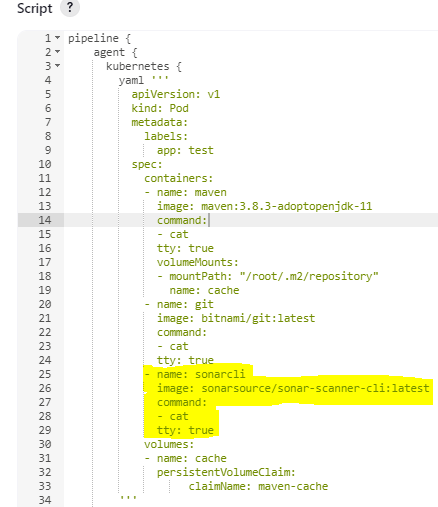 Script ?
1 pipeline {
2 agent {
3 kubernetes {
4 yaml '''
5 apiVersion: v1
6 kind: Pod
7 metadata:
8 labels:
9 app: test
10 spec:
11 containers:
12 - name: maven
13 image: maven:3.8.3-adoptopenjdk-11
14 command:
15 - cat
16 tty: true
17 volumeMounts:
18 - mountPath: "/root/.m2/repository"
19 name: cache
20 - name: git
21 image: bitnami/git:latest
22 command:
23 - cat
24 tty: true
25 - name: sonarcli
26 image: sonarsource/sonar-scanner-cli:latest
27 command:
28 - cat
29 tty: true
30 volumes:
31 - name: cache
32 persistentVolumeClaim:
33 claimName: maven-cache
34 '''